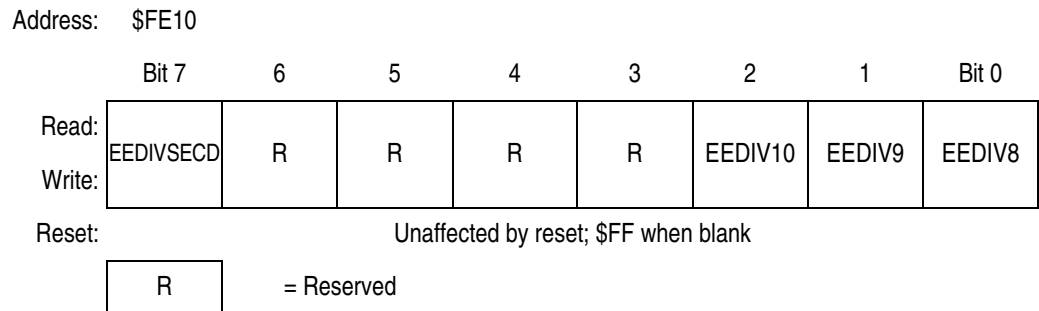 Address: $FE10
Bit 7 6 5 4 3 2 1 Bit 0
Read:
EEDIVSECD R R R R EEDIV10 EEDIV9 EEDIV8
Write:
Reset: Unaffected by reset; $FF when blank
R = Reserved